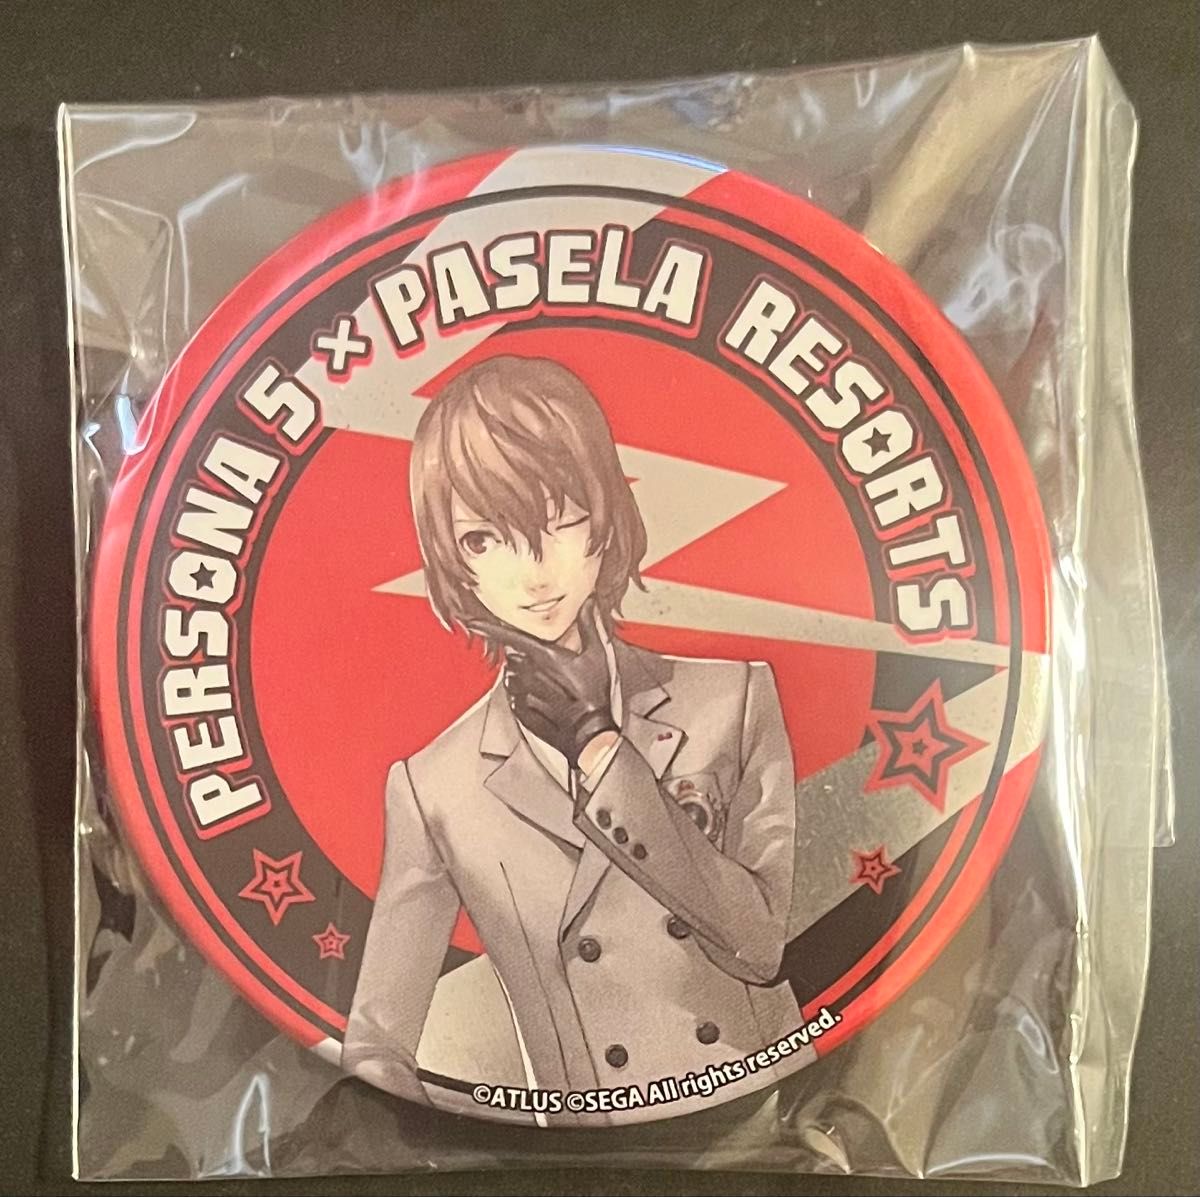 PERSONA 5 × PASELA RESORTS
©ATLUS ©SEGA All rights reserved.